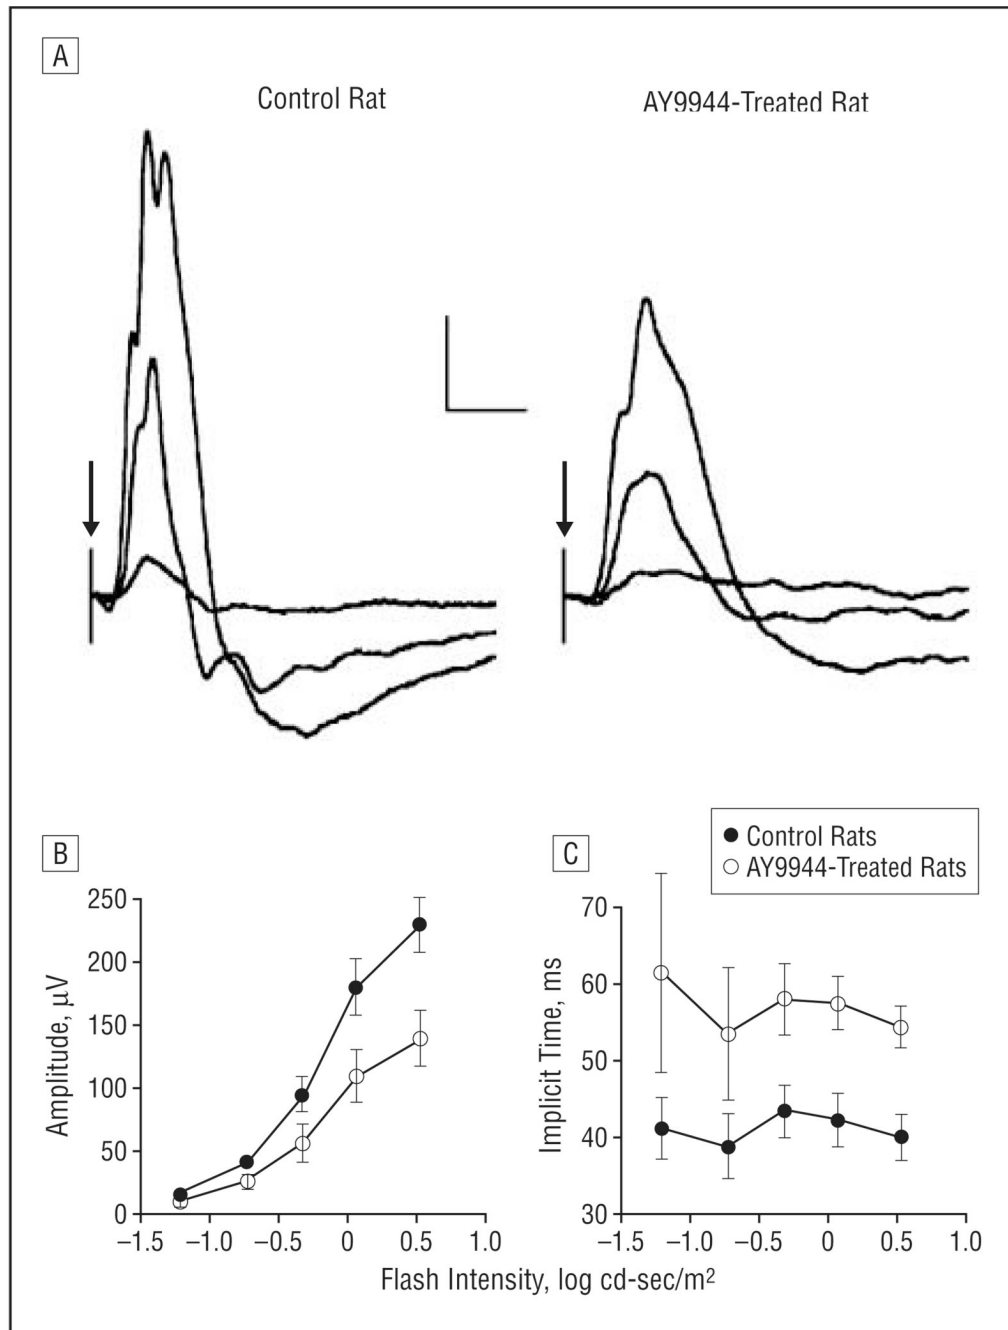 A
Control Rat
AY9944-Treated Rat
B
C
● Control Rats
○ AY9944-Treated Rats
250
200
150
100
50
0
Amplitude, μV
–1.5 –1.0 –0.5 0 0.5 1.0
70
60
50
40
30
Implicit Time, ms
–1.5 –1.0 –0.5 0 0.5 1.0
Flash Intensity, log cd-sec/m²